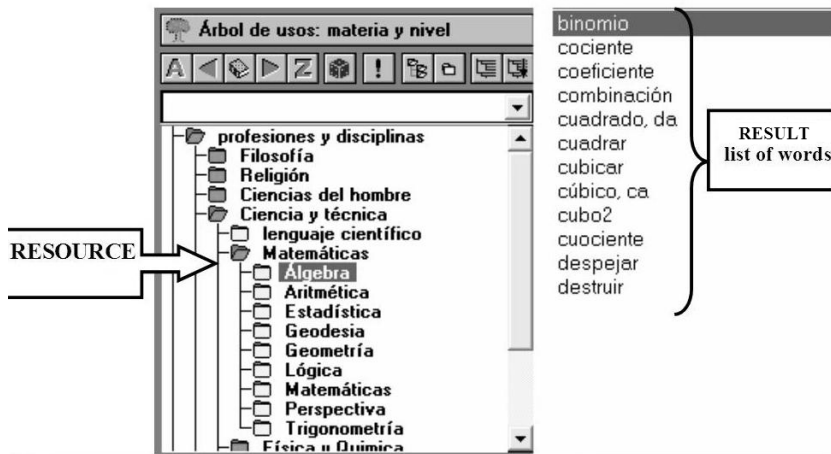 Árbol de usos: materia y nivel
A Z !
profesiones y disciplinas
Filosofía
Religión
Ciencias del hombre
Ciencia y técnica
lenguaje científico
Matemáticas
Álgebra
Aritmética
Estadística
Geodesia
Geometría
Lógica
Matemáticas
Perspectiva
Trigonometría
Física y Quimica
RESOURCE
binomio
cociente
coeficiente
combinación
cuadrado, da
cuadrar
cubicar
cúbico, ca
cubo2
cuociente
despejar
destruir
RESULT
list of words